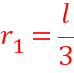 r₁ = l/3